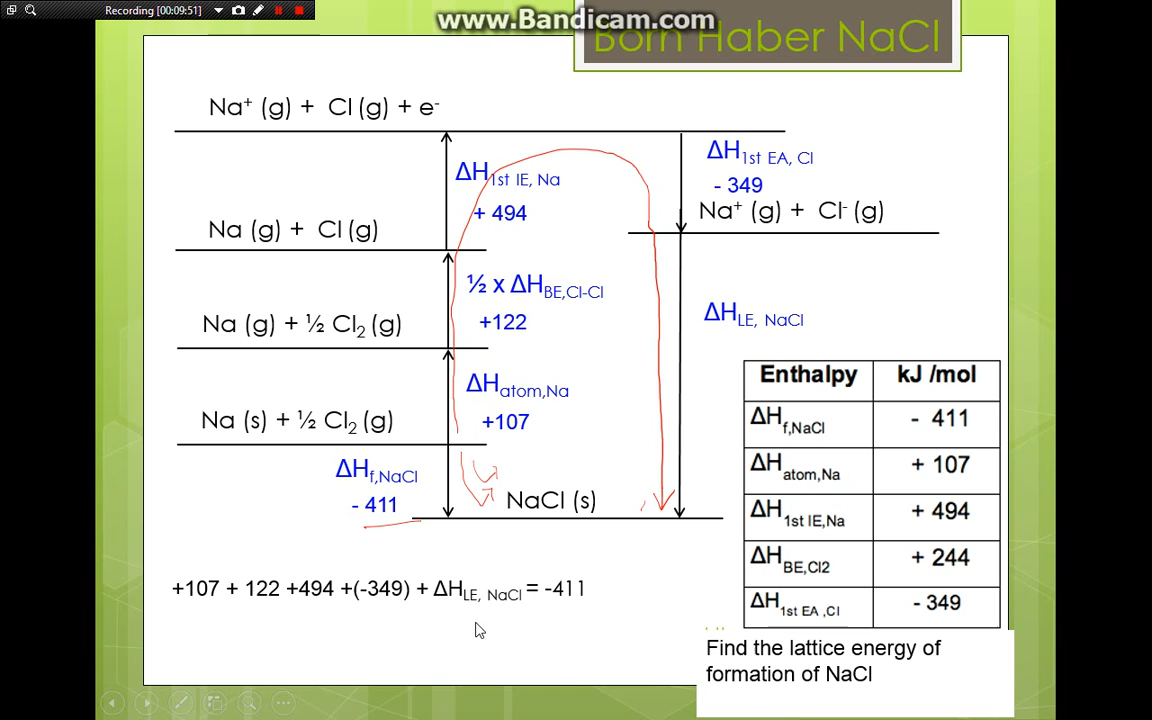 Recording [00:09:51]
www.Bandicam.com
Born Haber NaCl
Na⁺ (g) + Cl (g) + e⁻
ΔH1st IE, Na
+ 494
ΔH1st EA, Cl
- 349
Na⁺ (g) + Cl⁻ (g)
Na (g) + Cl (g)
½ x ΔHBE,Cl-Cl
+122
ΔHLE, NaCl
Na (g) + ½ Cl₂ (g)
ΔHatom,Na
+107
Na (s) + ½ Cl₂ (g)
ΔHf,NaCl
- 411
NaCl (s)
Enthalpy kJ /mol
ΔHf,NaCl - 411
ΔHatom,Na + 107
ΔH1st IE,Na + 494
ΔHBE,Cl2 + 244
ΔH1st EA ,Cl - 349
+107 + 122 +494 +(-349) + ΔHLE, NaCl = -411
Find the lattice energy of
formation of NaCl